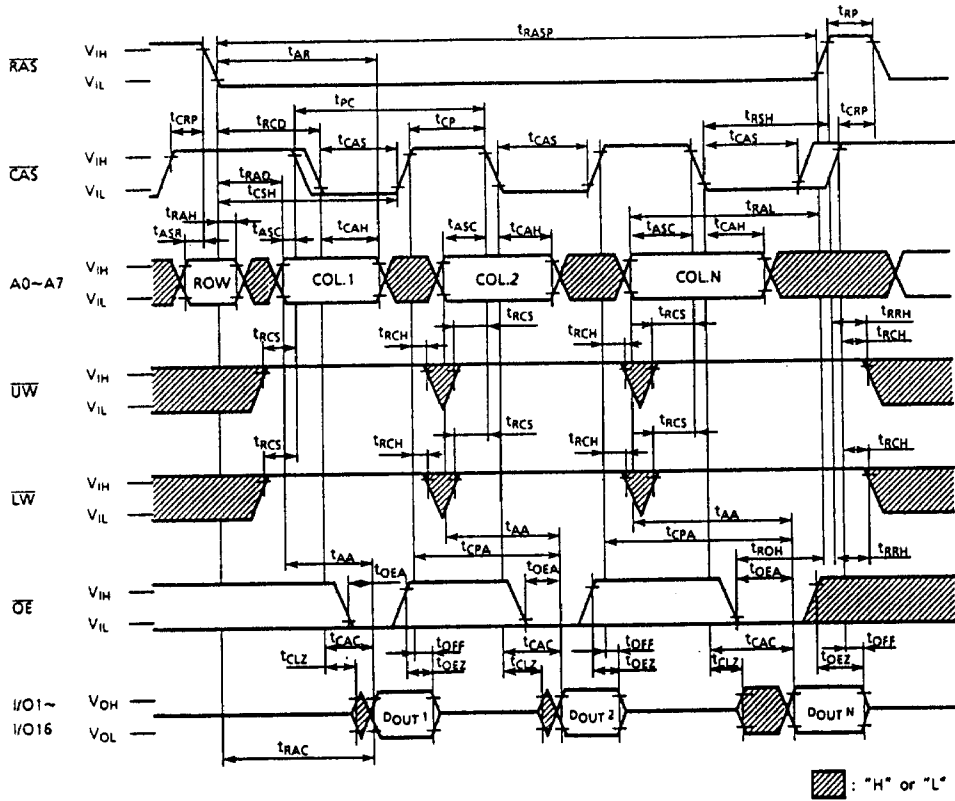 tRP
tRASP
tAR
RAS
VIH
VIL
tPC
tCRP
tRCD
tCAS
tCP
tCAS
tRSH
tCAS
tCRP
CAS
VIH
VIL
tRAD
tCSH
tRAL
tRAH
tASR
tASC
tCAH
tASC
tCAH
tASC
tCAH
A0~A7
VIH
VIL
ROW
COL.1
COL.2
COL.N
tRCS
tRCH
tRCS
tRCH
tRCS
tRRH
tRCH
UW
VIH
VIL
tRCS
tRCH
tRCS
tRCH
tRCS
tRCH
LW
VIH
VIL
tAA
tCPA
tAA
tOEA
tOEA
tCPA
tAA
tROH
tOEA
tRRH
OE
VIH
VIL
tCAC
tCLZ
tOFF
tOEZ
tCAC
tCLZ
tOFF
tOEZ
tCAC
tCLZ
tOFF
tOEZ
I/O1~
I/O16
VOH
VOL
DOUT 1
DOUT 2
DOUT N
tRAC
: "H" or "L"